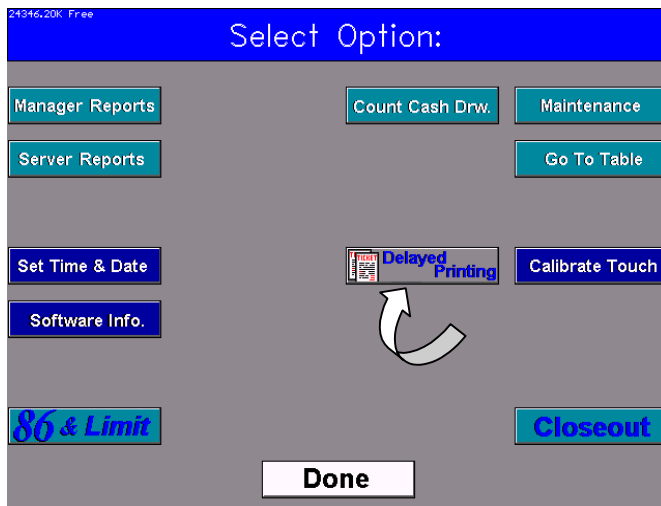 24346.20K Free
Select Option:
Manager Reports
Count Cash Drw.
Maintenance
Server Reports
Go To Table
Set Time & Date
TICKET
Delayed
Printing
Calibrate Touch
Software Info.
86 & Limit
Closeout
Done